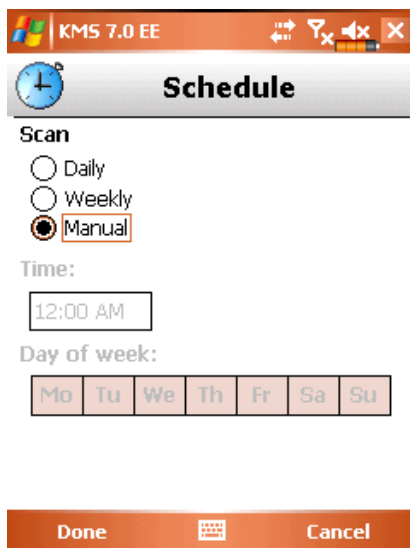 KMS 7.0 EE
Schedule
Scan
Daily
Weekly
Manual
Time:
12:00 AM
Day of week:
Mo Tu We Th Fr Sa Su
Done Cancel